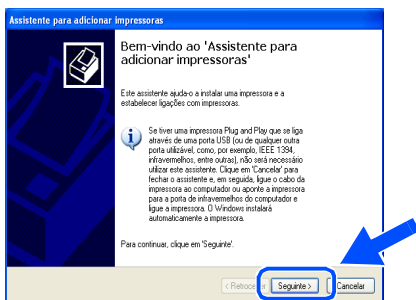 Assistente para adicionar impressoras
Bem-vindo ao 'Assistente para
adicionar impressoras'
Este assistente ajuda-o a instalar uma impressora e a
estabelecer ligações com impressoras.
Se tiver uma impressora Plug and Play que se liga
através de uma porta USB (ou de qualquer outra
porta utilizável, como, por exemplo, IEEE 1394,
infravermelhos, entre outras), não será necessário
utilizar este assistente. Clique em 'Cancelar' para
fechar o assistente e, em seguida, ligue o cabo da
impressora ao computador ou aponte a impressora
para a porta de infravermelhos do computador e
ligue a impressora. O Windows instalará
automaticamente a impressora.
Para continuar, clique em 'Seguinte'.
< Retroceder Seguinte > Cancelar